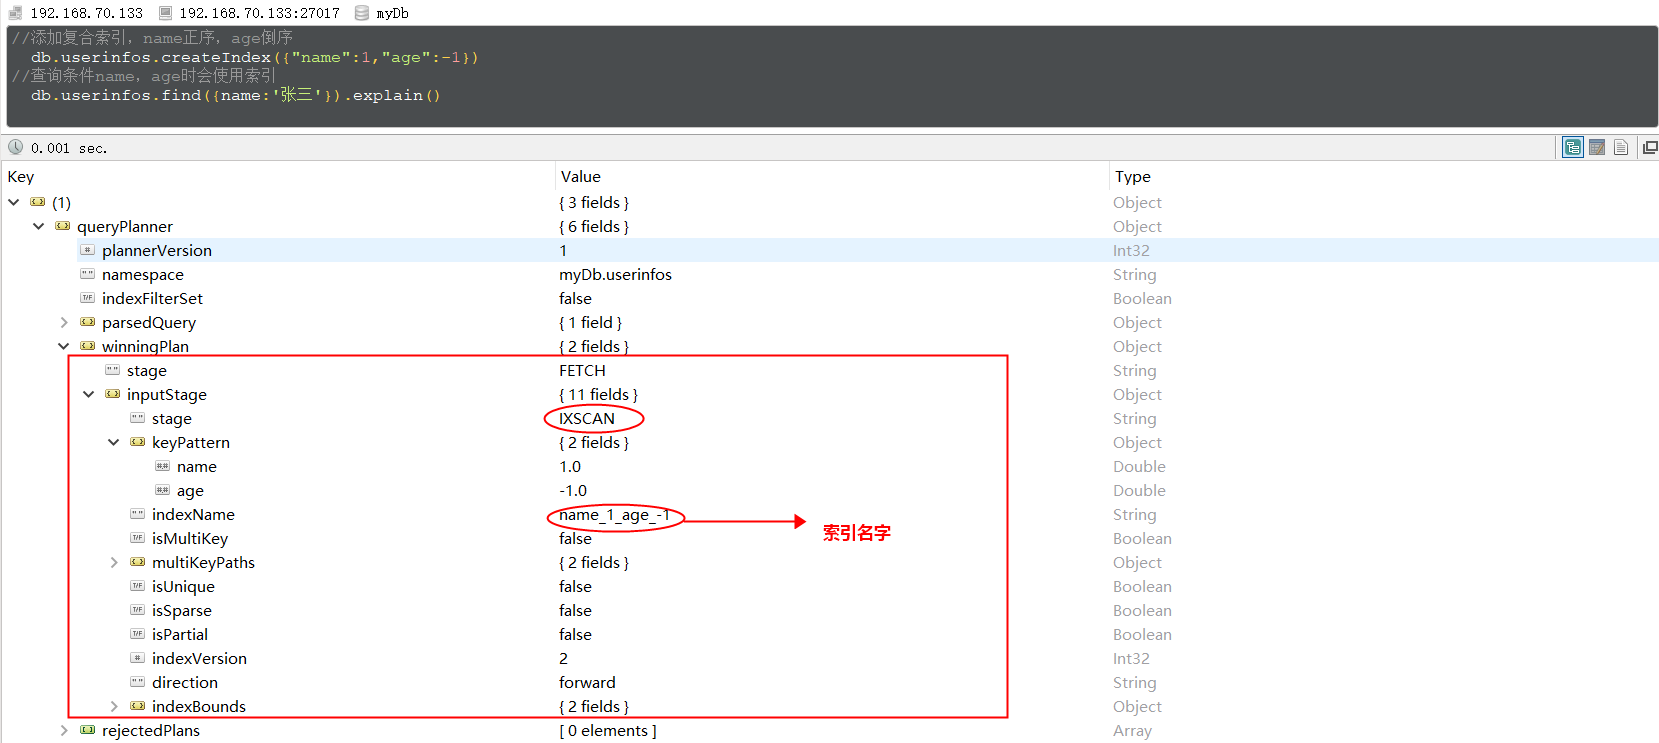 192.168.70.133 192.168.70.133:27017 myDb
//添加复合索引，name正序，age倒序
db.userinfos.createIndex({"name":1,"age":-1})
//查询条件name，age时会使用索引
db.userinfos.find({name:'张三'}).explain()
0.001 sec.
Key Value Type
(1) { 3 fields } Object
queryPlanner { 6 fields } Object
# plannerVersion 1 Int32
"" namespace myDb.userinfos String
T/F indexFilterSet false Boolean
parsedQuery { 1 field } Object
winningPlan { 2 fields } Object
"" stage FETCH String
inputStage { 11 fields } Object
"" stage IXSCAN String
keyPattern { 2 fields } Object
## name 1.0 Double
## age -1.0 Double
"" indexName name_1_age_-1 String
索引名字
T/F isMultiKey false Boolean
multiKeyPaths { 2 fields } Object
T/F isUnique false Boolean
T/F isSparse false Boolean
T/F isPartial false Boolean
# indexVersion 2 Int32
"" direction forward String
indexBounds { 2 fields } Object
rejectedPlans [ 0 elements ] Array